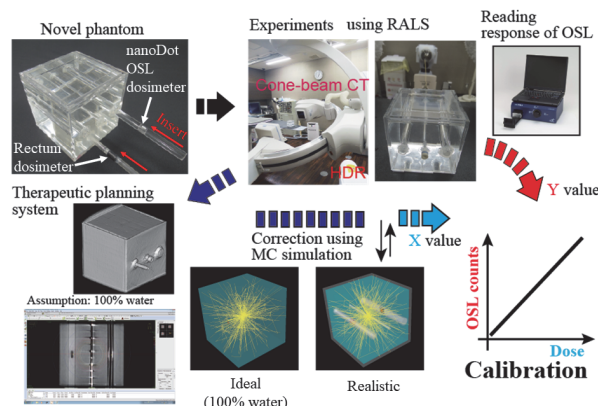 Novel phantom
nanoDot
OSL
dosimeter
Insert
Rectum
dosimeter
Experiments using RALS
Cone-beam CT
HDR
Reading
response of OSL
Y value
Therapeutic planning
system
Assumption: 100% water
Correction using
MC simulation
X value
Ideal
(100% water)
Realistic
OSL counts
Dose
Calibration